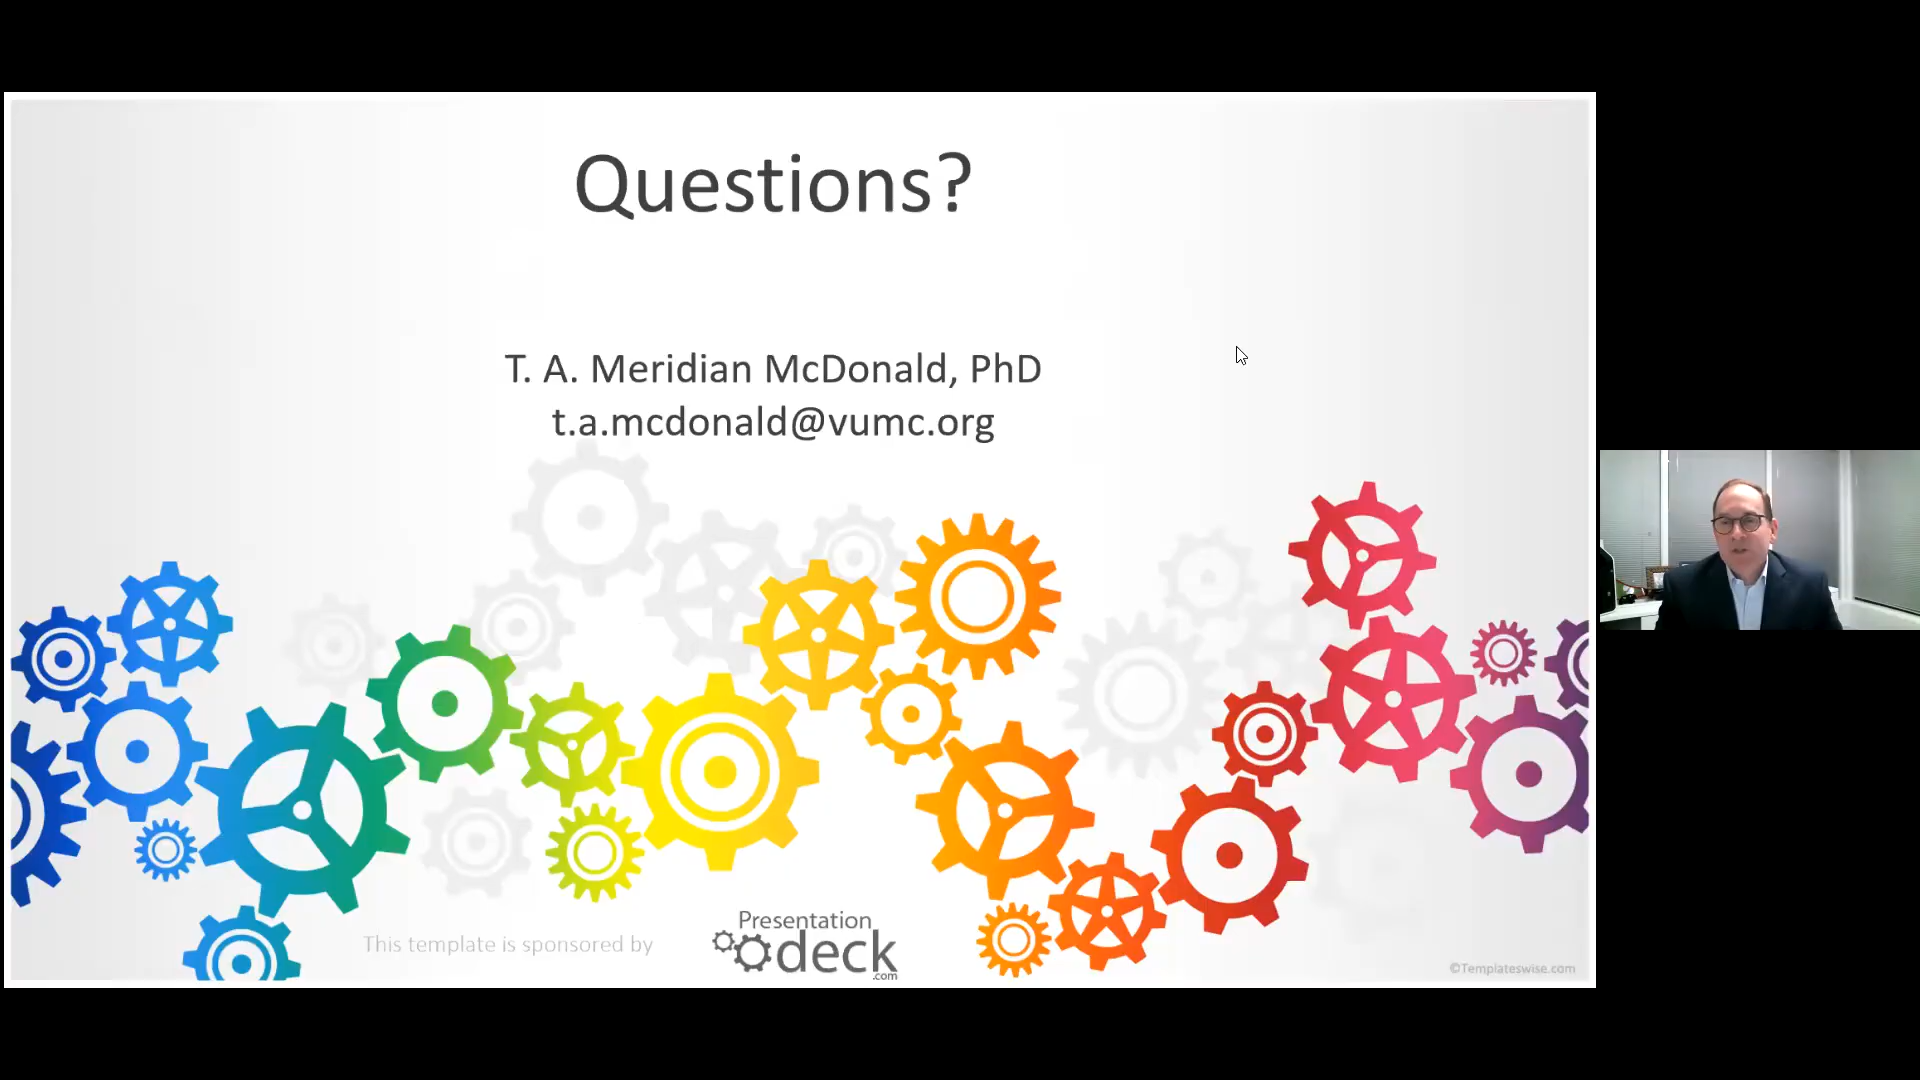 Questions?
T. A. Meridian McDonald, PhD
t.a.mcdonald@vumc.org
This template is sponsored by
Presentation
deck
.com
©Templateswise.com